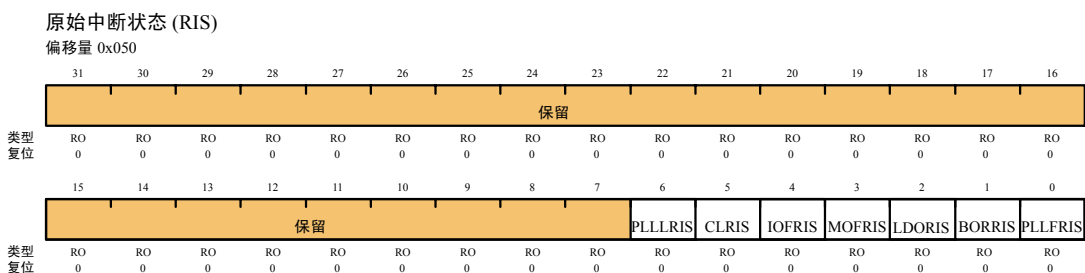 原始中断状态 (RIS)
偏移量 0x050
31 30 29 28 27 26 25 24 23 22 21 20 19 18 17 16
保留
类型 RO RO RO RO RO RO RO RO RO RO RO RO RO RO RO RO
复位 0 0 0 0 0 0 0 0 0 0 0 0 0 0 0 0
15 14 13 12 11 10 9 8 7 6 5 4 3 2 1 0
保留 PLLLRIS CLRIS IOFRIS MOFRIS LDORIS BORRIS PLLFRIS
类型 RO RO RO RO RO RO RO RO RO RO RO RO RO RO RO RO
复位 0 0 0 0 0 0 0 0 0 0 0 0 0 0 0 0